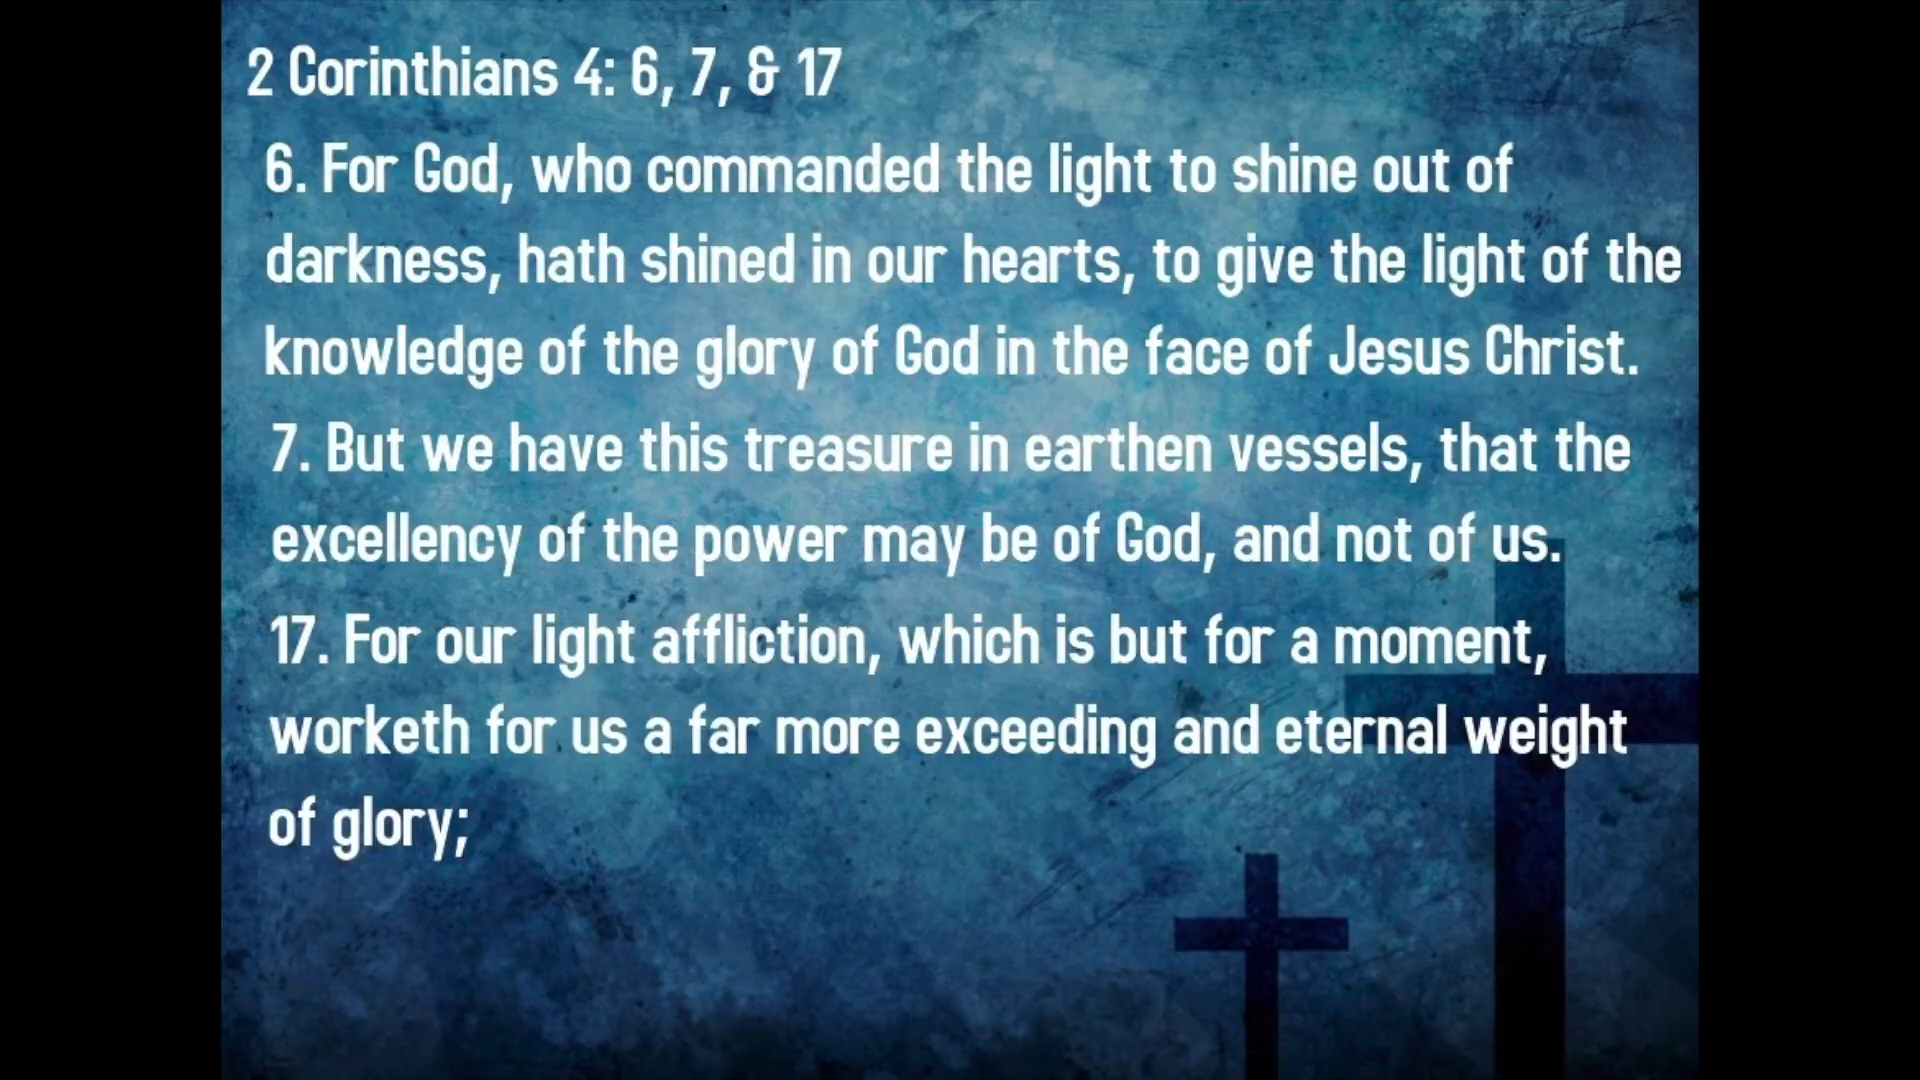 2 Corinthians 4: 6, 7, & 17
6. For God, who commanded the light to shine out of
darkness, hath shined in our hearts, to give the light of the
knowledge of the glory of God in the face of Jesus Christ.
7. But we have this treasure in earthen vessels, that the
excellency of the power may be of God, and not of us.
17. For our light affliction, which is but for a moment,
worketh for us a far more exceeding and eternal weight
of glory;